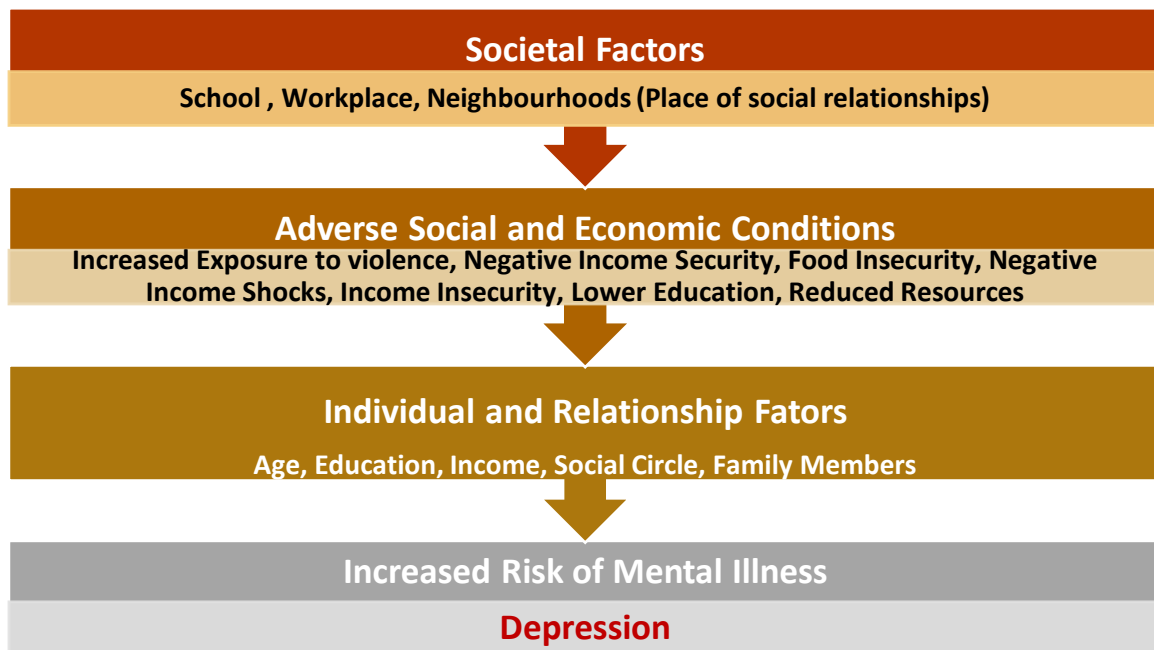 Societal Factors
School , Workplace, Neighbourhoods (Place of social relationships)
Adverse Social and Economic Conditions
Increased Exposure to violence, Negative Income Security, Food Insecurity, Negative
Income Shocks, Income Insecurity, Lower Education, Reduced Resources
Individual and Relationship Fators
Age, Education, Income, Social Circle, Family Members
Increased Risk of Mental Illness
Depression